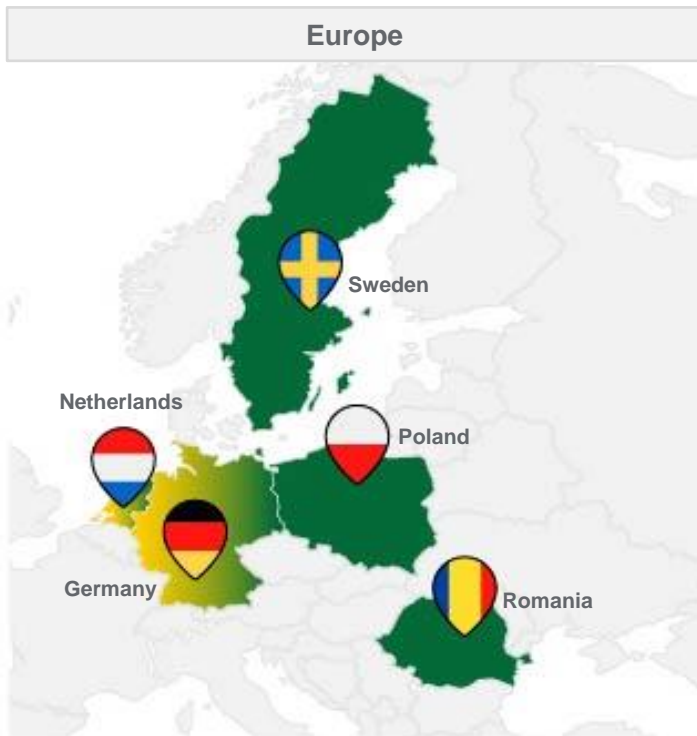 Europe
Sweden
Netherlands
Poland
Germany
Romania